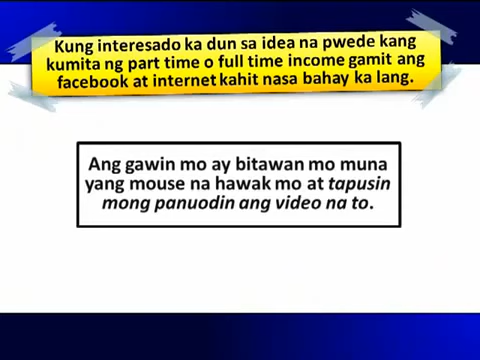 Kung interesado ka dun sa idea na pwede kang
kumita ng part time o full time income gamit ang
facebook at internet kahit nasa bahay ka lang.
Ang gawin mo ay bitawan mo muna
yang mouse na hawak mo at tapusin
mong panuodin ang video na to.